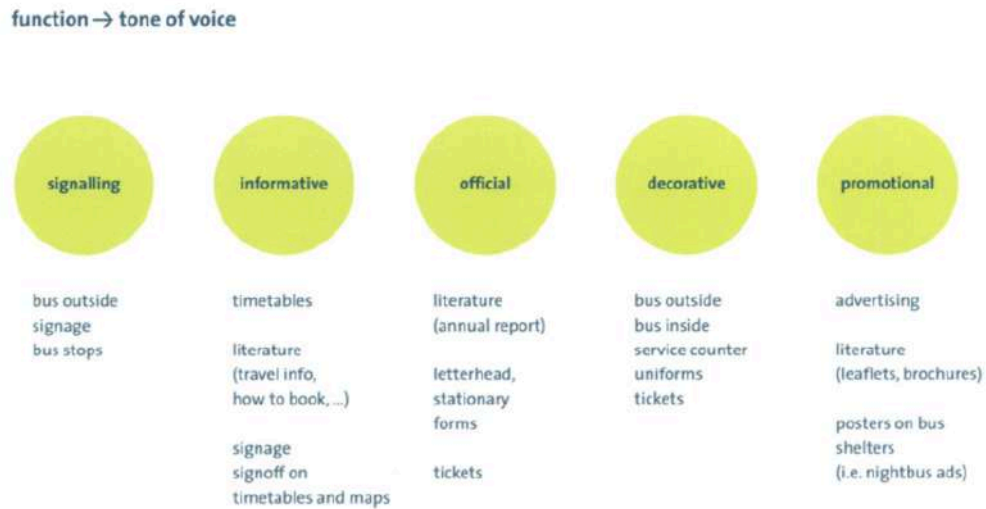 function → tone of voice
signalling
informative
official
decorative
promotional
bus outside
signage
bus stops
timetables
literature
(travel info,
how to book, ...)
signage
signoff on
timetables and maps
literature
(annual report)
letterhead,
stationary
forms
tickets
bus outside
bus inside
service counter
uniforms
tickets
advertising
literature
(leaflets, brochures)
posters on bus
shelters
(i.e. nightbus ads)